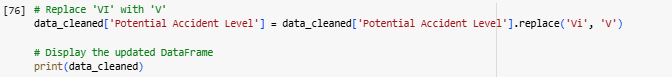 [76] # Replace 'VI' with 'V'
data_cleaned['Potential Accident Level'] = data_cleaned['Potential Accident Level'].replace('Vi', 'V')
# Display the updated DataFrame
print(data_cleaned)